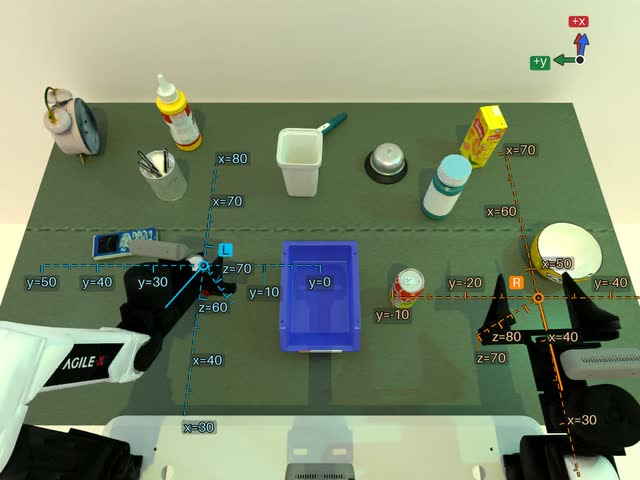 +x
+y
x=80
x=70
x=70
x=60
L
z=70
x=50
y=50
y=40
y=30
y=10
y=0
R
y=-20
y=-40
z=60
y=-10
z=80
x=40
z=70
x=40
AGILE X
x=30
x=30